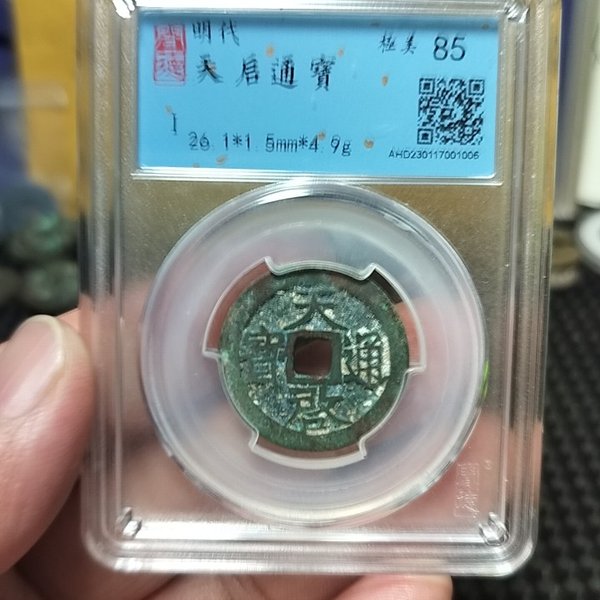 明代
極美 85
天启通寶
I
26.1*1.5mm*4.9g
AHD230117001006
天啓通寶